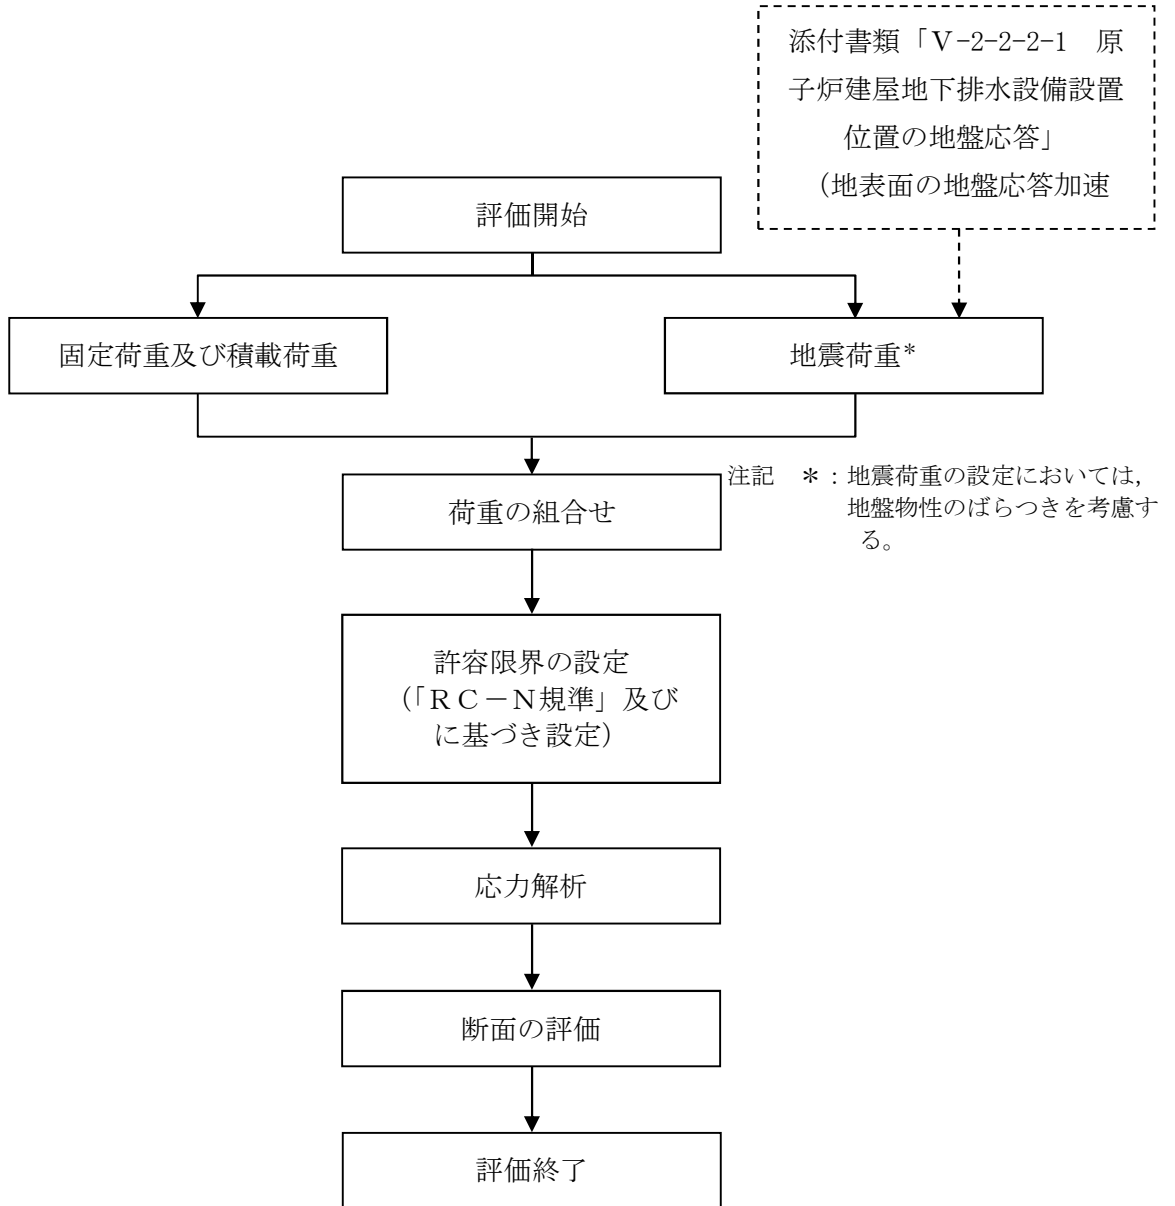 添付書類「Ⅴ-2-2-2-1　原
子炉建屋地下排水設備設置
位置の地盤応答」
（地表面の地盤応答加速
評価開始
固定荷重及び積載荷重
地震荷重*
荷重の組合せ
注記　＊：地震荷重の設定においては，
地盤物性のばらつきを考慮す
る。
許容限界の設定
（「ＲＣ－Ｎ規準」及び
に基づき設定）
応力解析
断面の評価
評価終了